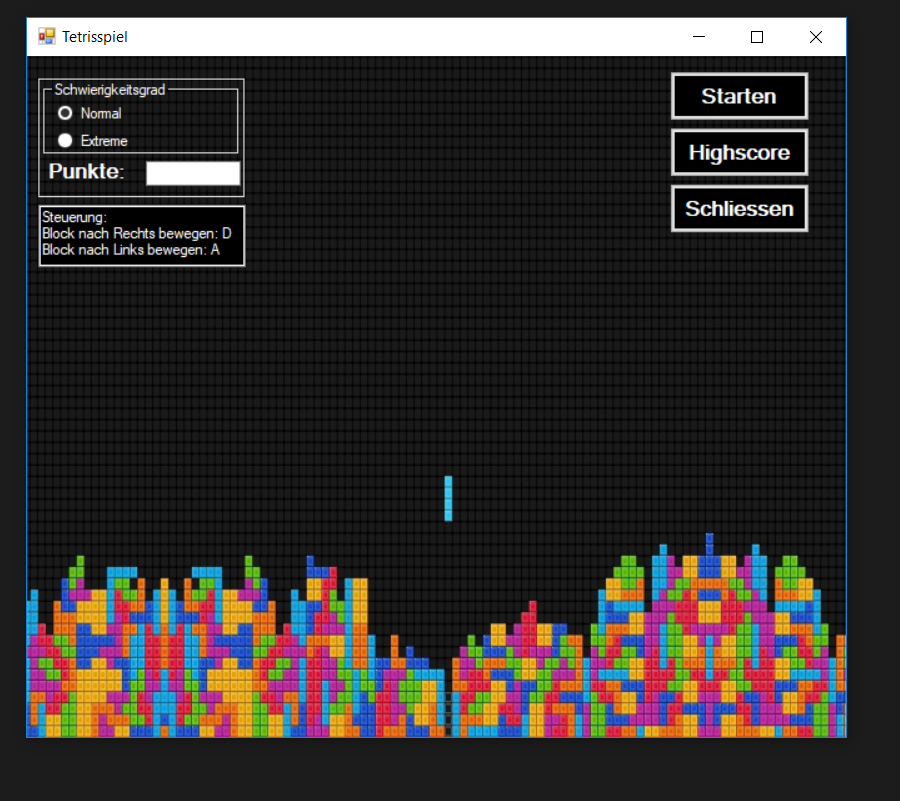 Tetrisspiel
Schwierigkeitsgrad
Normal
Extreme
Punkte:
Steuerung:
Block nach Rechts bewegen: D
Block nach Links bewegen: A
Starten
Highscore
Schliessen